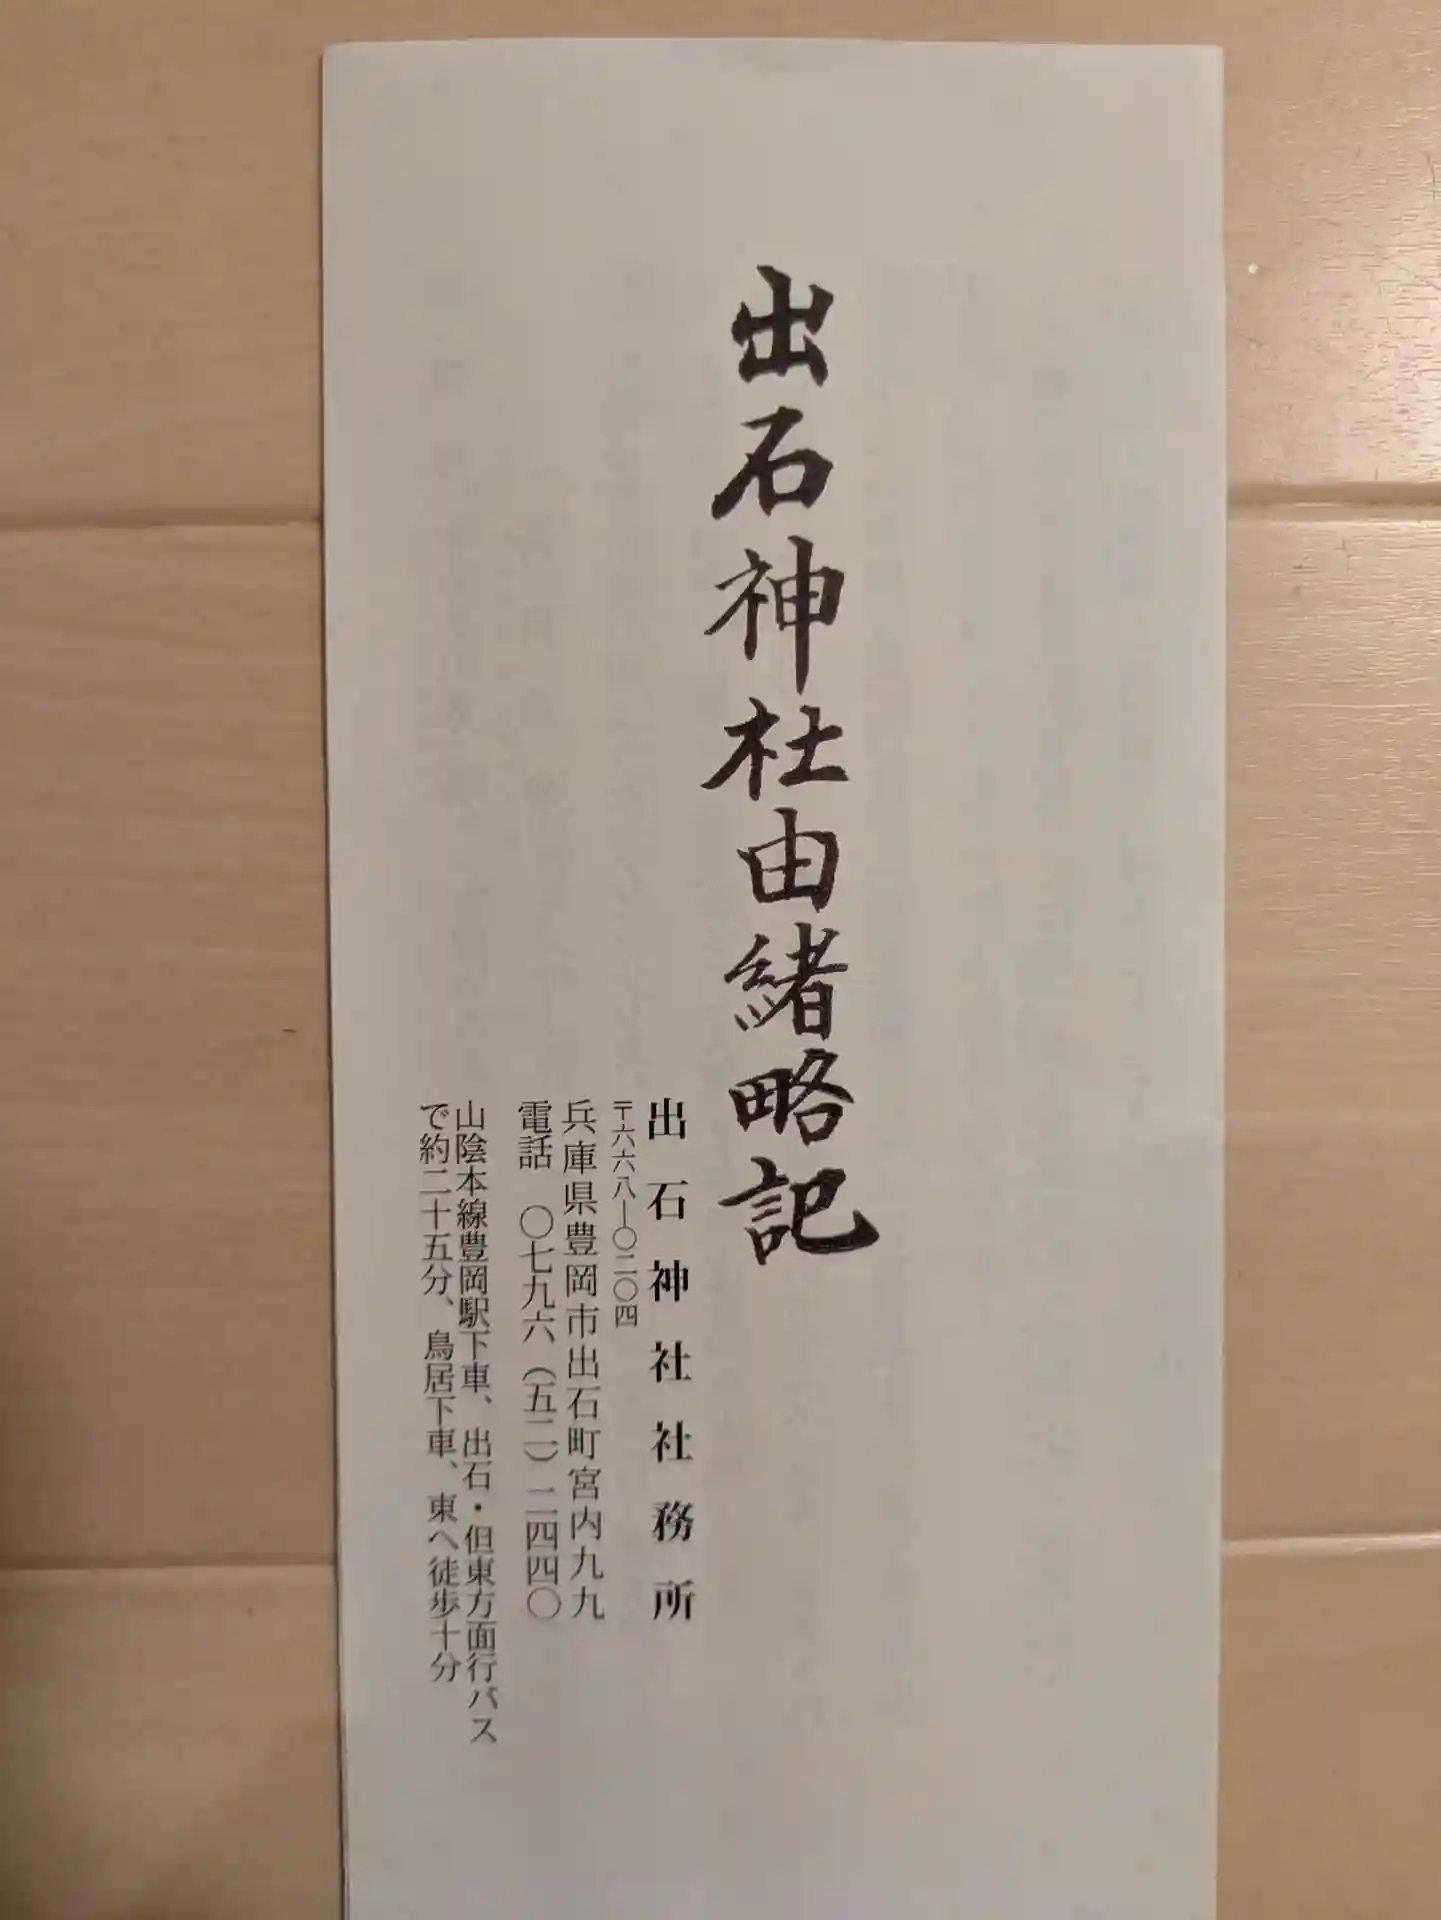 出石神社由緒略記
出石神社社務所
〒六六八―〇二〇四
兵庫県豊岡市出石町宮内九九
電話 〇七九六（五二）二四四〇
山陰本線豊岡駅下車、出石・但東方面行バス
で約二十五分、鳥居下車、東へ徒歩十分